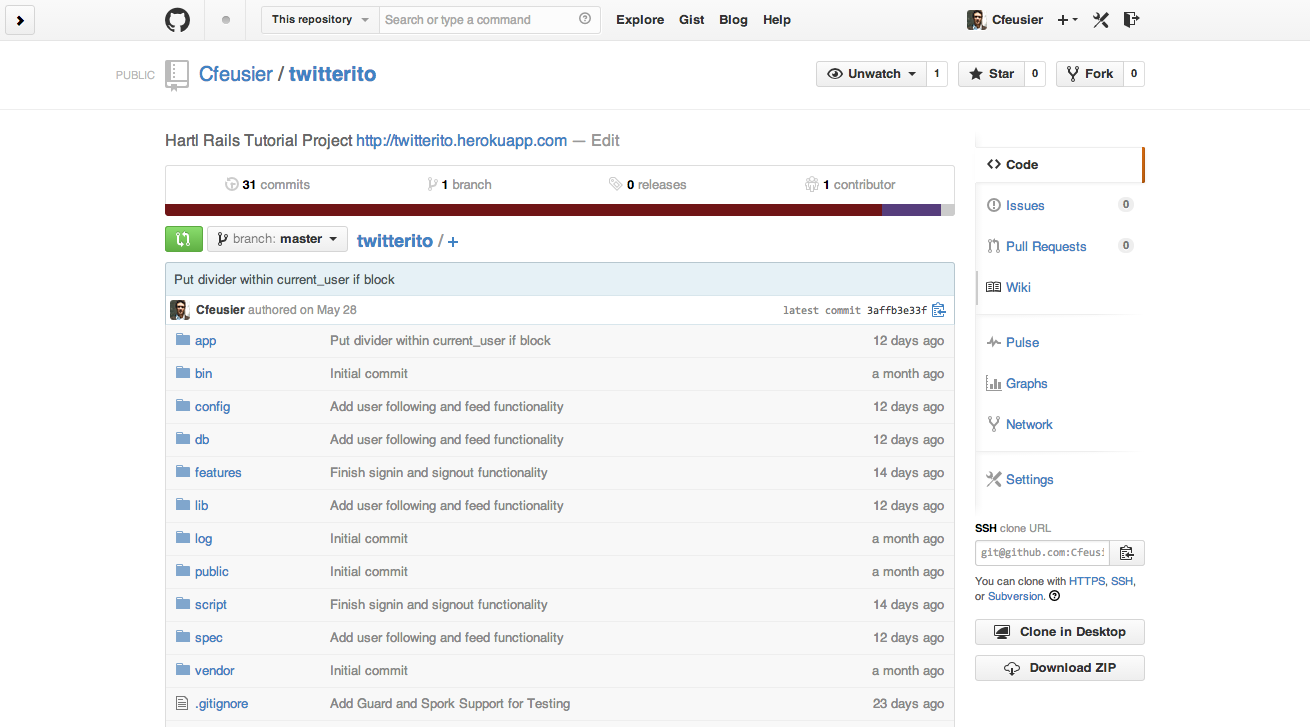 This repository Search or type a command Explore Gist Blog Help Cfeusier
PUBLIC Cfeusier / twitterito Unwatch 1 Star 0 Fork 0
Hartl Rails Tutorial Project http://twitterito.herokuapp.com — Edit
31 commits 1 branch 0 releases 1 contributor
branch: master twitterito / +
Put divider within current_user if block
Cfeusier authored on May 28 latest commit 3affb3e33f
app Put divider within current_user if block 12 days ago
bin Initial commit a month ago
config Add user following and feed functionality 12 days ago
db Add user following and feed functionality 12 days ago
features Finish signin and signout functionality 14 days ago
lib Add user following and feed functionality 12 days ago
log Initial commit a month ago
public Initial commit a month ago
script Finish signin and signout functionality 14 days ago
spec Add user following and feed functionality 12 days ago
vendor Initial commit a month ago
.gitignore Add Guard and Spork Support for Testing 23 days ago
Code
Issues 0
Pull Requests 0
Wiki
Pulse
Graphs
Network
Settings
SSH clone URL
git@github.com:Cfeusi
You can clone with HTTPS, SSH,
or Subversion.
Clone in Desktop
Download ZIP